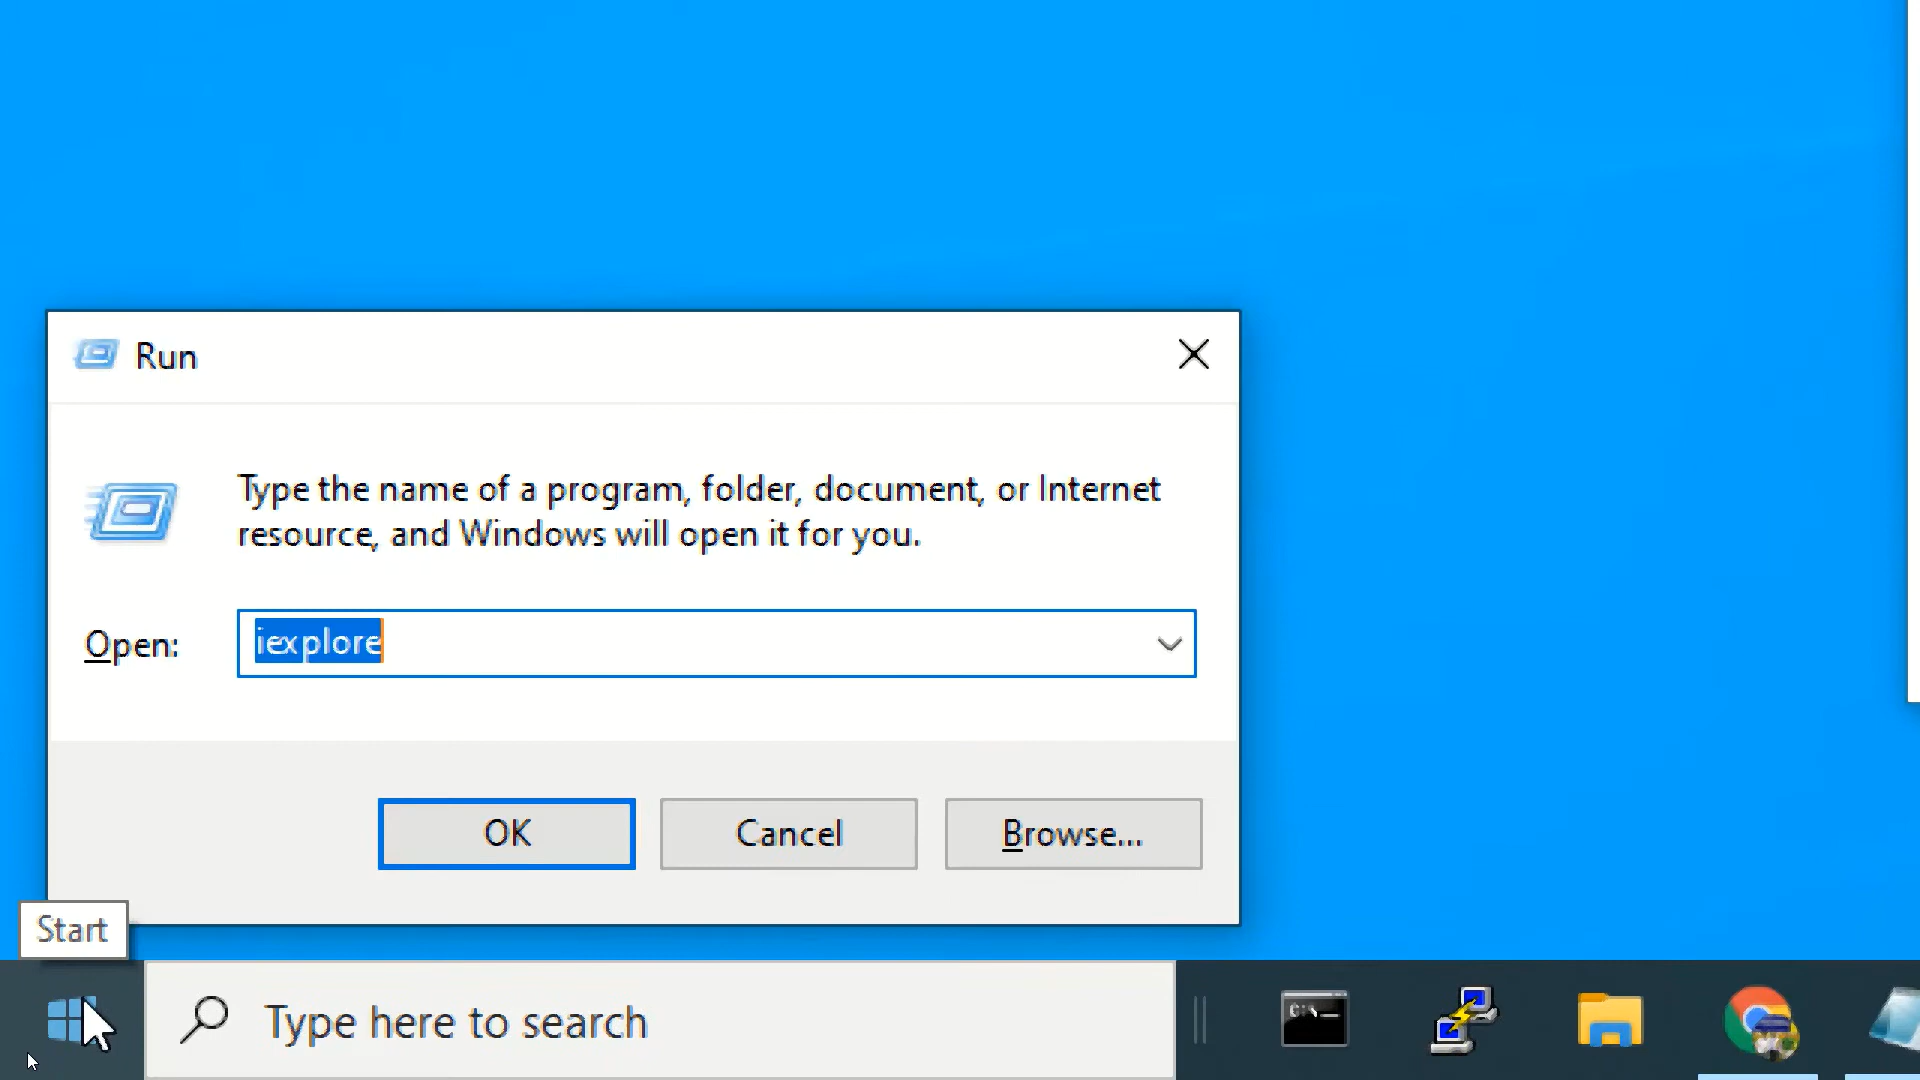 Run
Type the name of a program, folder, document, or Internet
resource, and Windows will open it for you.
Open:
iexplore
OK
Cancel
Browse...
Start
Type here to search